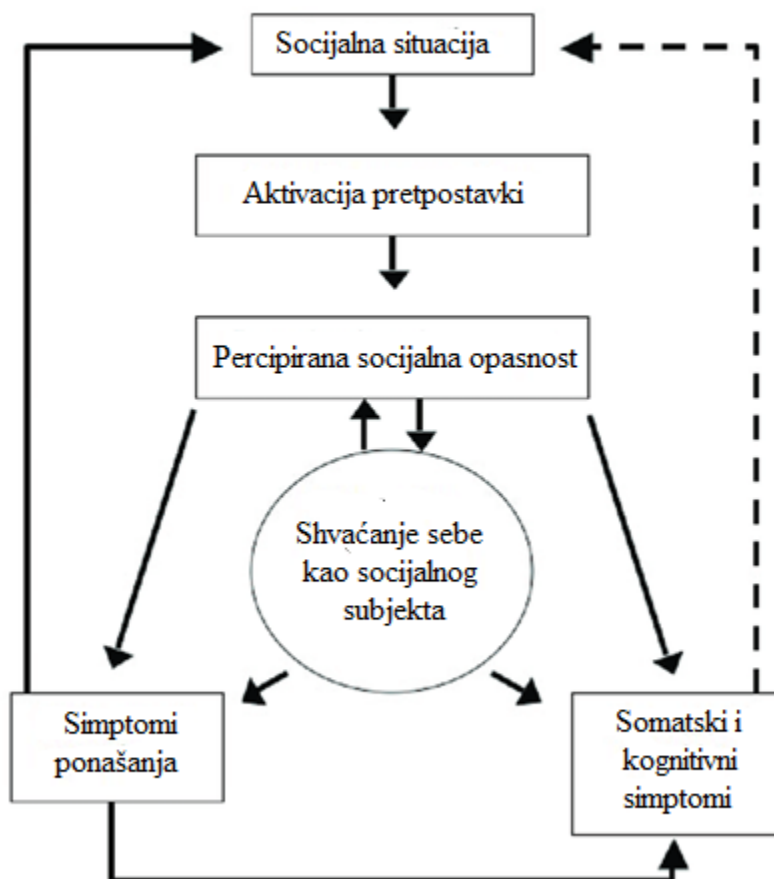 Socijalna situacija
Aktivacija pretpostavki
Percipirana socijalna opasnost
Shvaćanje sebe
kao socijalnog
subjekta
Simptomi
ponašanja
Somatski i
kognitivni
simptomi